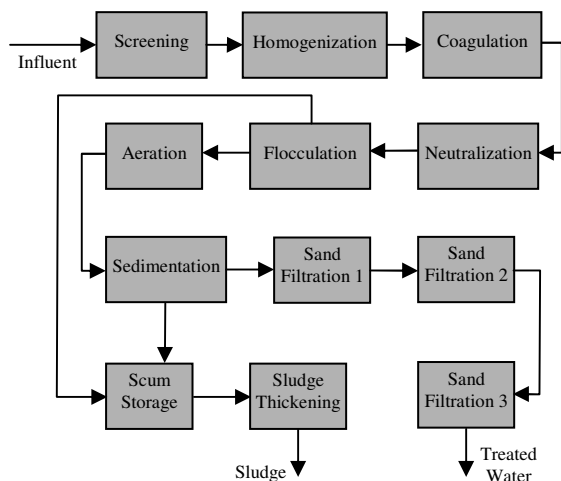 Screening
Homogenization
Coagulation
Influent
Aeration
Flocculation
Neutralization
Sedimentation
Sand
Filtration 1
Sand
Filtration 2
Scum
Storage
Sludge
Thickening
Sand
Filtration 3
Sludge
Treated
Water